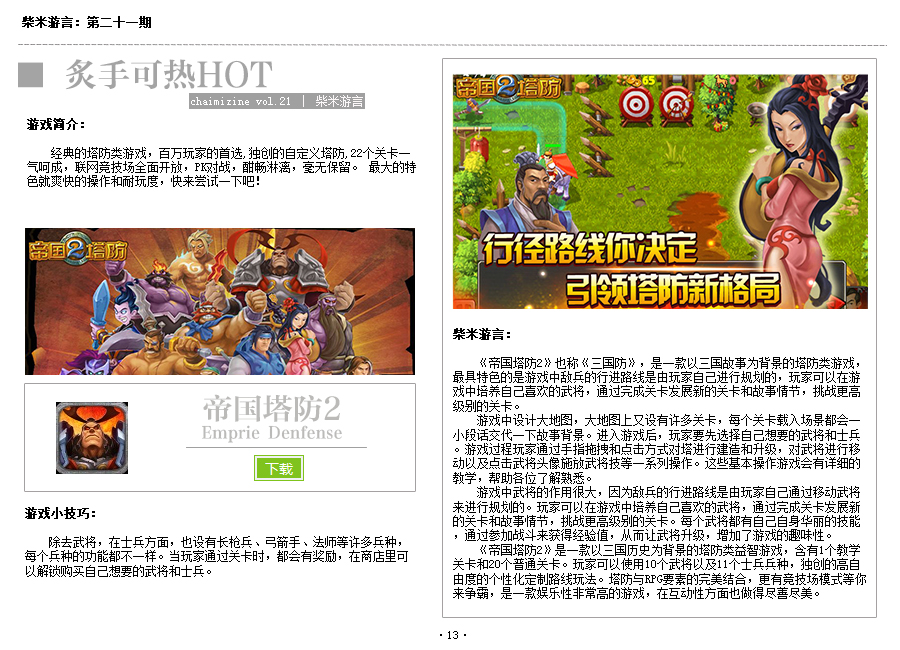 柴米游言：第二十一期
炙手可热HOT
chaimizine vol.21 | 柴米游言
游戏简介：
经典的塔防类游戏，百万玩家的首选,独创的自定义塔防,22个关卡一
气呵成，联网竞技场全面开放，PK对战，酣畅淋漓，毫无保留。 最大的特
色就爽快的操作和耐玩度，快来尝试一下吧！
帝国2塔防
帝国塔防2
Emprie Denfense
下载
游戏小技巧：
除去武将，在士兵方面，也设有长枪兵、弓箭手、法师等许多兵种，
每个兵种的功能都不一样。当玩家通过关卡时，都会有奖励，在商店里可
以解锁购买自己想要的武将和士兵。
帝国2塔防
65
行径路线你决定
引领塔防新格局
柴米游言：
《帝国塔防2》也称《三国防》，是一款以三国故事为背景的塔防类游戏，
最具特色的是游戏中敌兵的行进路线是由玩家自己进行规划的，玩家可以在游
戏中培养自己喜欢的武将，通过完成关卡发展新的关卡和故事情节，挑战更高
级别的关卡。
游戏中设计大地图，大地图上又设有许多关卡，每个关卡载入场景都会一
小段话交代一下故事背景。进入游戏后，玩家要先选择自己想要的武将和士兵
。游戏过程玩家通过手指拖拽和点击方式对塔进行建造和升级，对武将进行移
动以及点击武将头像施放武将技等一系列操作。这些基本操作游戏会有详细的
教学，帮助各位了解熟悉。
游戏中武将的作用很大，因为敌兵的行进路线是由玩家自己通过移动武将
来进行规划的。玩家可以在游戏中培养自己喜欢的武将，通过完成关卡发展新
的关卡和故事情节，挑战更高级别的关卡。每个武将都有自己自身华丽的技能
，通过参加战斗来获得经验值，从而让武将升级，增加了游戏的趣味性。
《帝国塔防2》是一款以三国历史为背景的塔防类益智游戏，含有1个教学
关卡和20个普通关卡。玩家可以使用10个武将以及11个士兵兵种，独创的高自
由度的个性化定制路线玩法。塔防与RPG要素的完美结合，更有竞技场模式等你
来争霸，是一款娱乐性非常高的游戏，在互动性方面也做得尽善尽美。
·13·